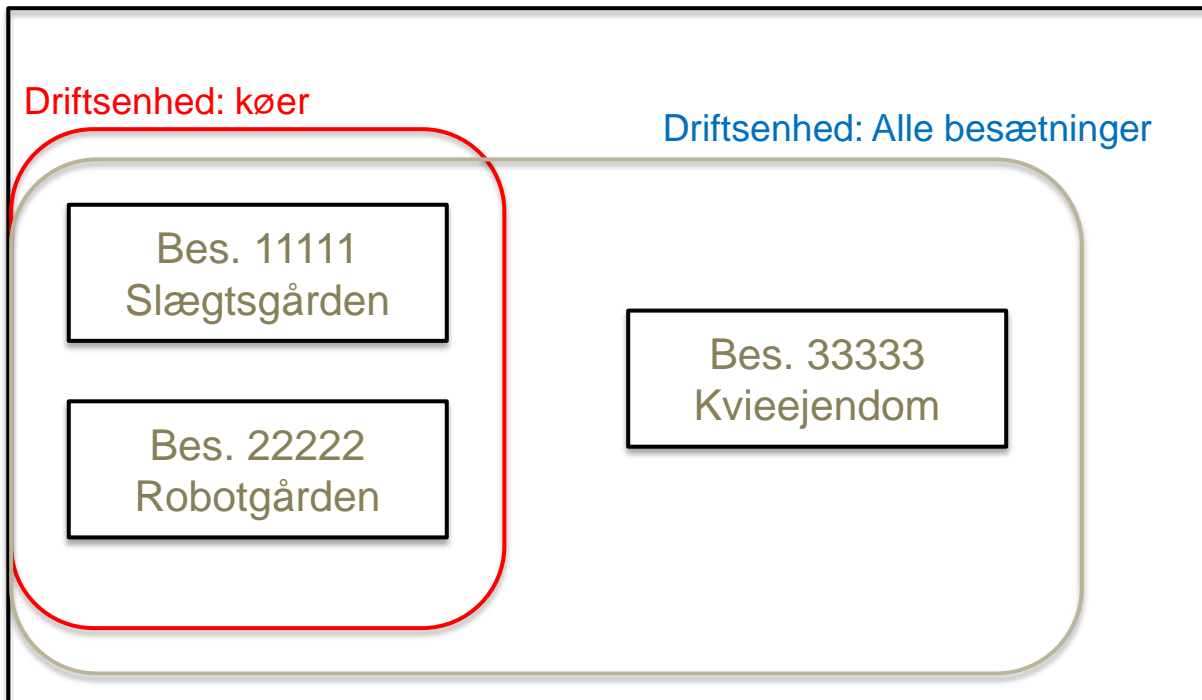 Driftsenhed: køer
Driftsenhed: Alle besætninger
Bes. 11111
Slægtsgården
Bes. 22222
Robotgården
Bes. 33333
Kvieejendom